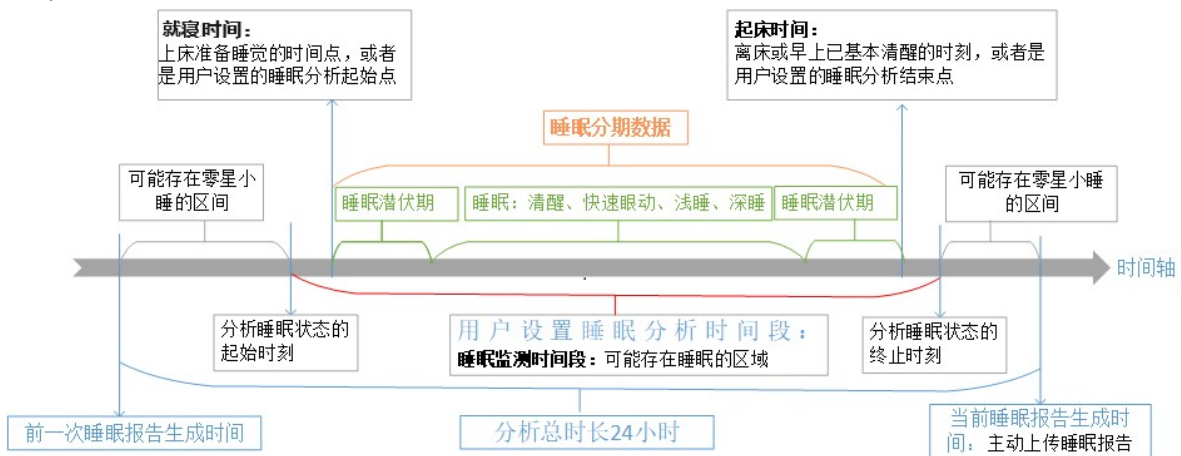 就寝时间：
上床准备睡觉的时间点，或者
是用户设置的睡眠分析起始点
起床时间：
离床或早上已基本清醒的时刻，或者是
用户设置的睡眠分析结束点
睡眠分期数据
可能存在零星小
睡的区间
睡眠潜伏期
睡眠：清醒、快速眼动、浅睡、深睡
睡眠潜伏期
可能存在零星小睡
的区间
时间轴
分析睡眠状态的
起始时刻
用户设置睡眠分析时间段：
睡眠监测时间段：可能存在睡眠的区域
分析睡眠状态的
终止时刻
前一次睡眠报告生成时间
分析总时长24小时
当前睡眠报告生成时
间：主动上传睡眠报告